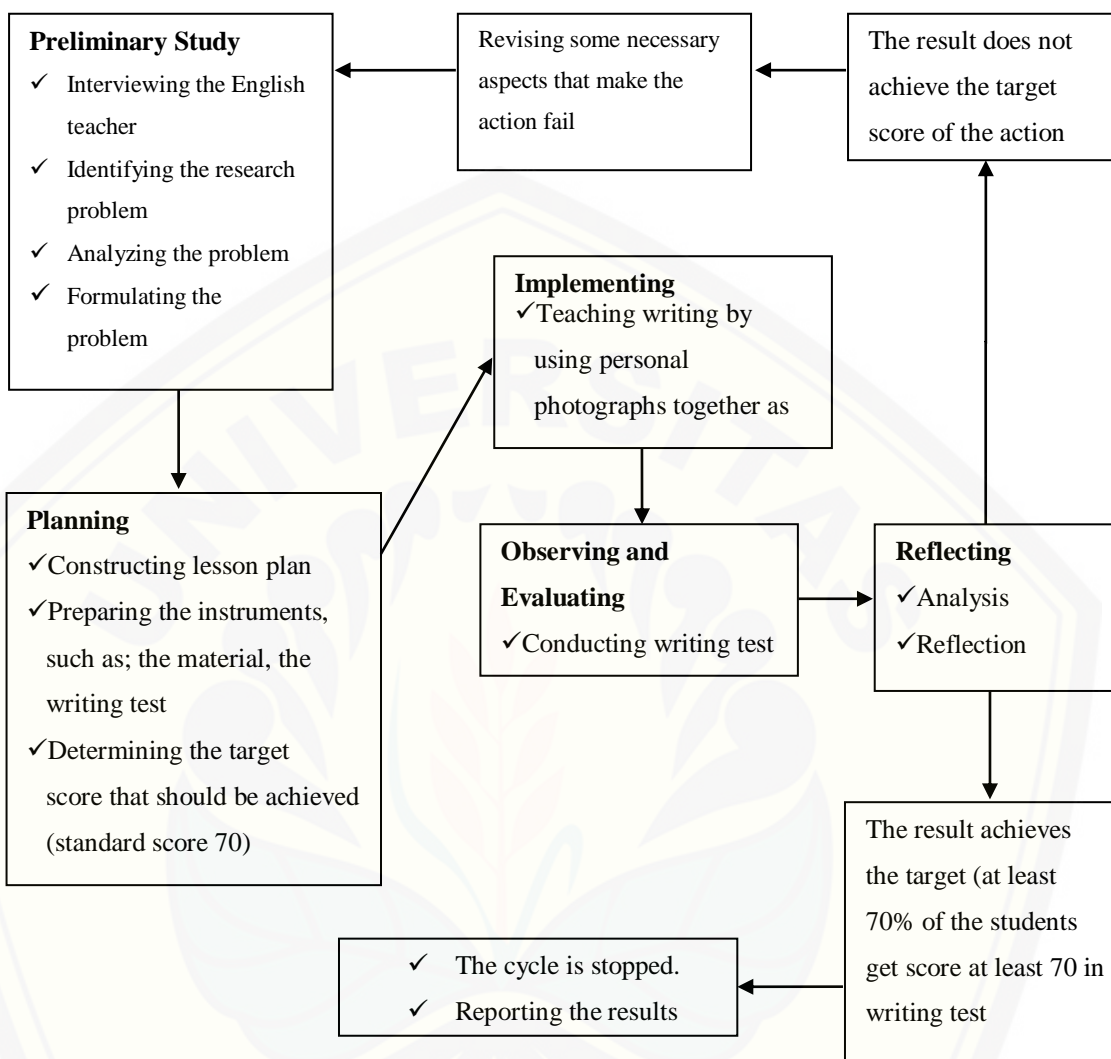 Preliminary Study
✓ Interviewing the English
teacher
✓ Identifying the research
problem
✓ Analyzing the problem
✓ Formulating the
problem
Revising some necessary
aspects that make the
action fail
The result does not
achieve the target
score of the action
Implementing
✓Teaching writing by
using personal
photographs together as
Planning
✓Constructing lesson plan
✓Preparing the instruments,
such as; the material, the
writing test
✓Determining the target
score that should be achieved
(standard score 70)
Observing and
Evaluating
✓Conducting writing test
Reflecting
✓Analysis
✓Reflection
The result achieves
the target (at least
70% of the students
get score at least 70 in
writing test
✓ The cycle is stopped.
✓ Reporting the results
UNIVERSITAS